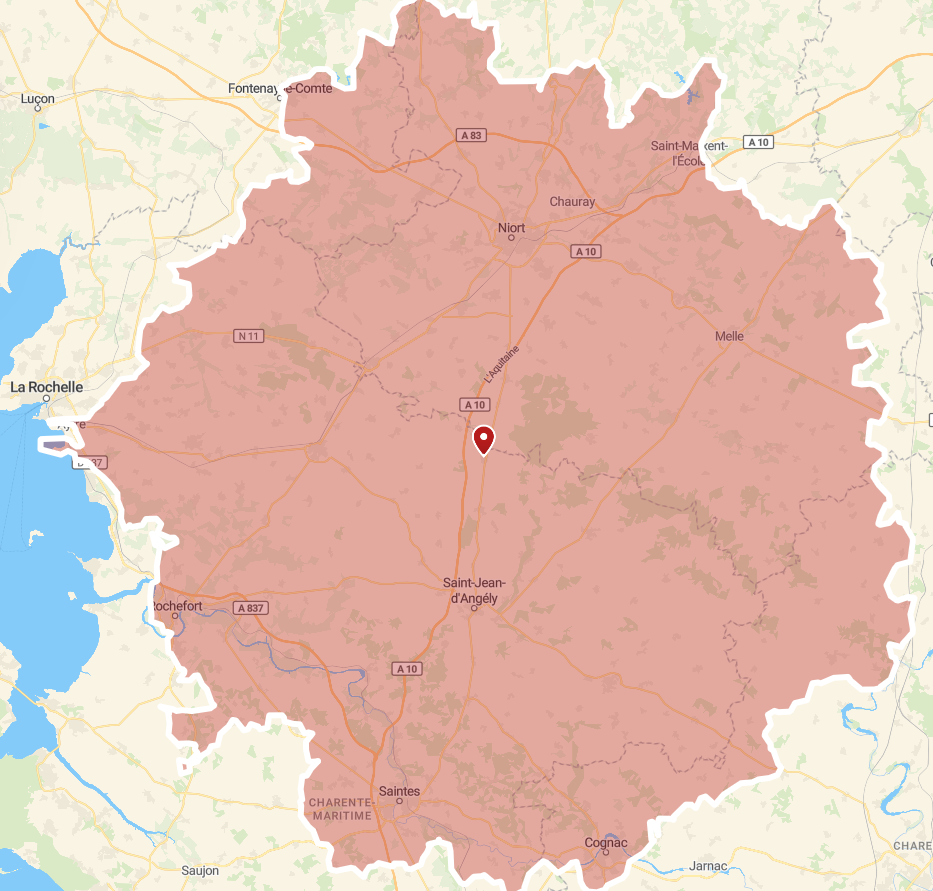 Fontenay-le-Comte
Luçon
A 83
A 10
Saint-Maixent-
l'École
Chauray
Niort
A 10
N 11
Melle
L'Aquitaine
La Rochelle
A 10
Aytré
D 137
Saint-Jean-
d'Angély
Rochefort
A 837
A 10
Saintes
CHARENTE-
MARITIME
Cognac
CHARE
Jarnac
Saujon